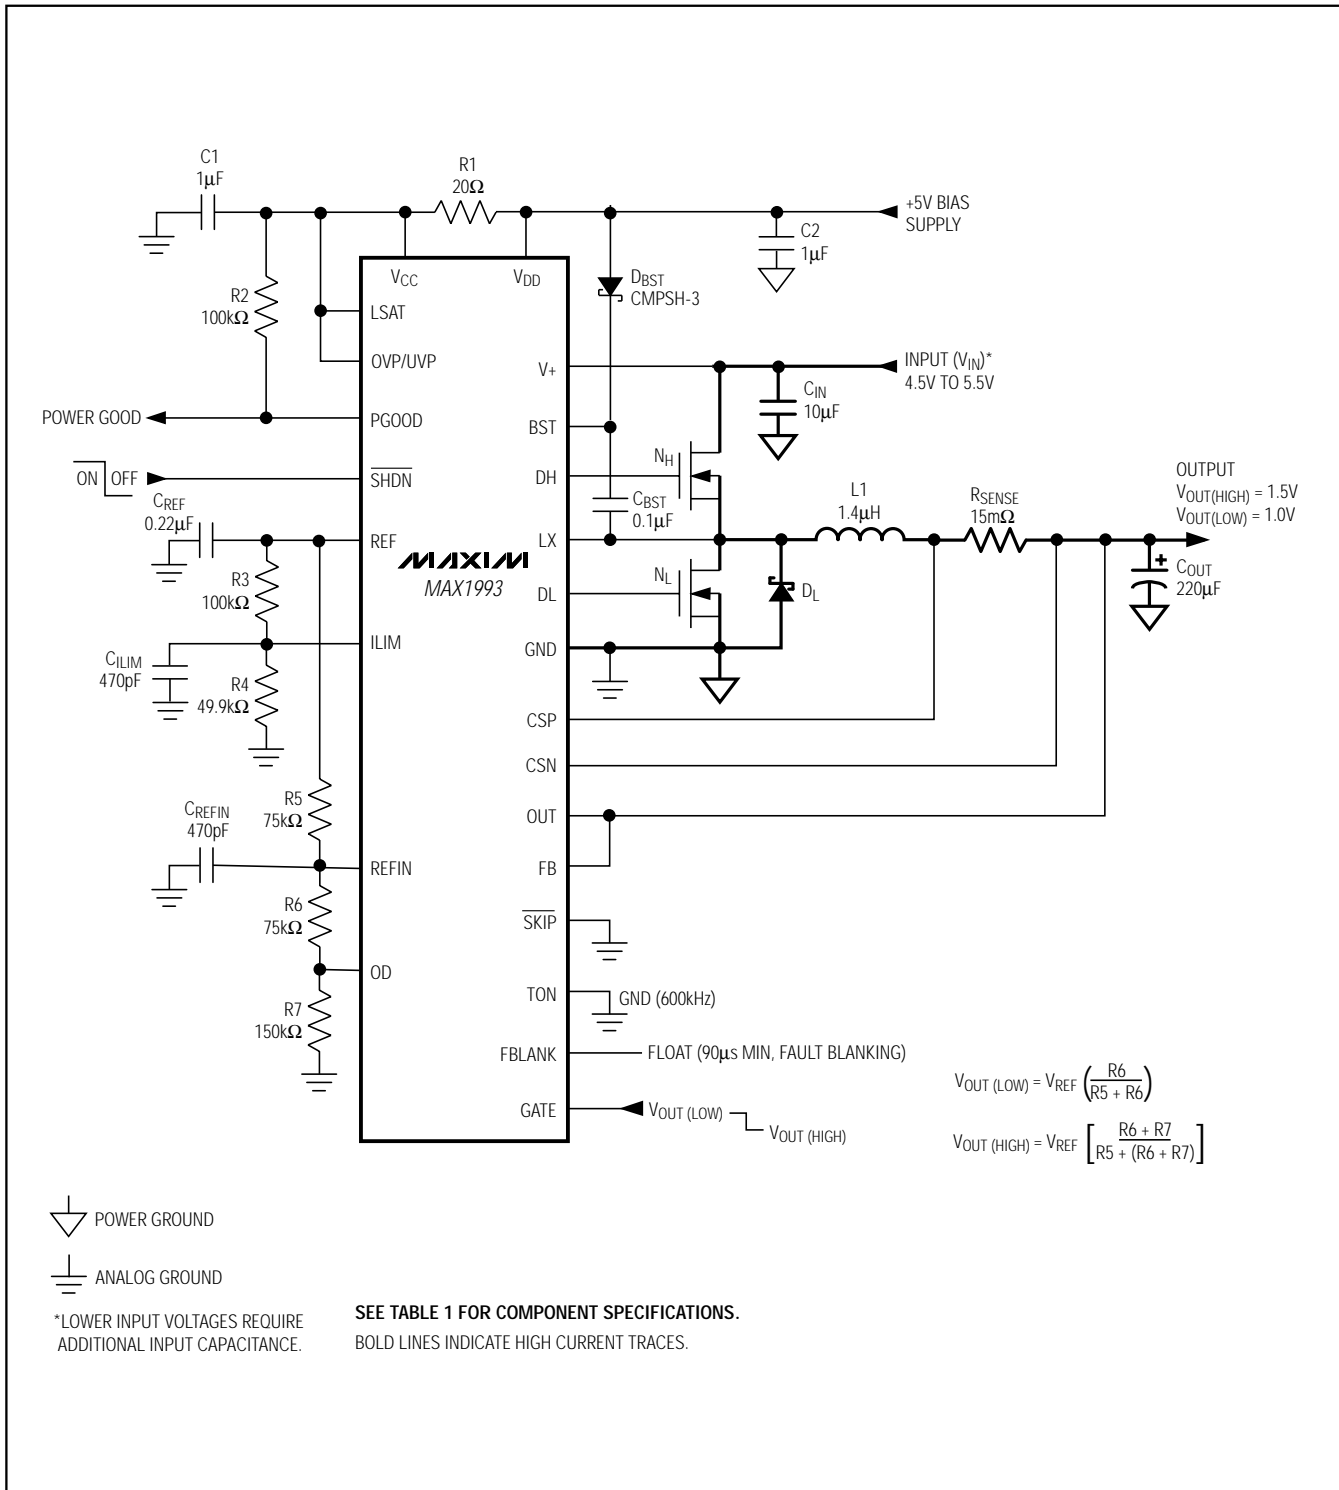 C1
1μF
R1
20Ω
+5V BIAS
SUPPLY
C2
1μF
VCC
VDD
DBST
CMPSH-3
R2
100kΩ
LSAT
OVP/UVP
V+
INPUT (VIN)*
4.5V TO 5.5V
CIN
10μF
POWER GOOD
PGOOD
BST
NH
ON OFF
SHDN
DH
CBST
0.1μF
L1
1.4μH
RSENSE
15mΩ
OUTPUT
VOUT(HIGH) = 1.5V
VOUT(LOW) = 1.0V
CREF
0.22μF
REF
LX
MAXIM
MAX1993
R3
100kΩ
NL
DL
DL
COUT
220μF
ILIM
GND
CILIM
470pF
R4
49.9kΩ
CSP
CSN
R5
75kΩ
CREFIN
470pF
OUT
REFIN
FB
R6
75kΩ
SKIP
OD
R7
150kΩ
TON
GND (600kHz)
FBLANK
FLOAT (90μs MIN, FAULT BLANKING)
GATE
VOUT (LOW)
VOUT (HIGH)
VOUT (LOW) = VREF (R6 / R5 + R6)
VOUT (HIGH) = VREF [R6 + R7 / R5 + (R6 + R7)]
POWER GROUND
ANALOG GROUND
*LOWER INPUT VOLTAGES REQUIRE
ADDITIONAL INPUT CAPACITANCE.
SEE TABLE 1 FOR COMPONENT SPECIFICATIONS.
BOLD LINES INDICATE HIGH CURRENT TRACES.